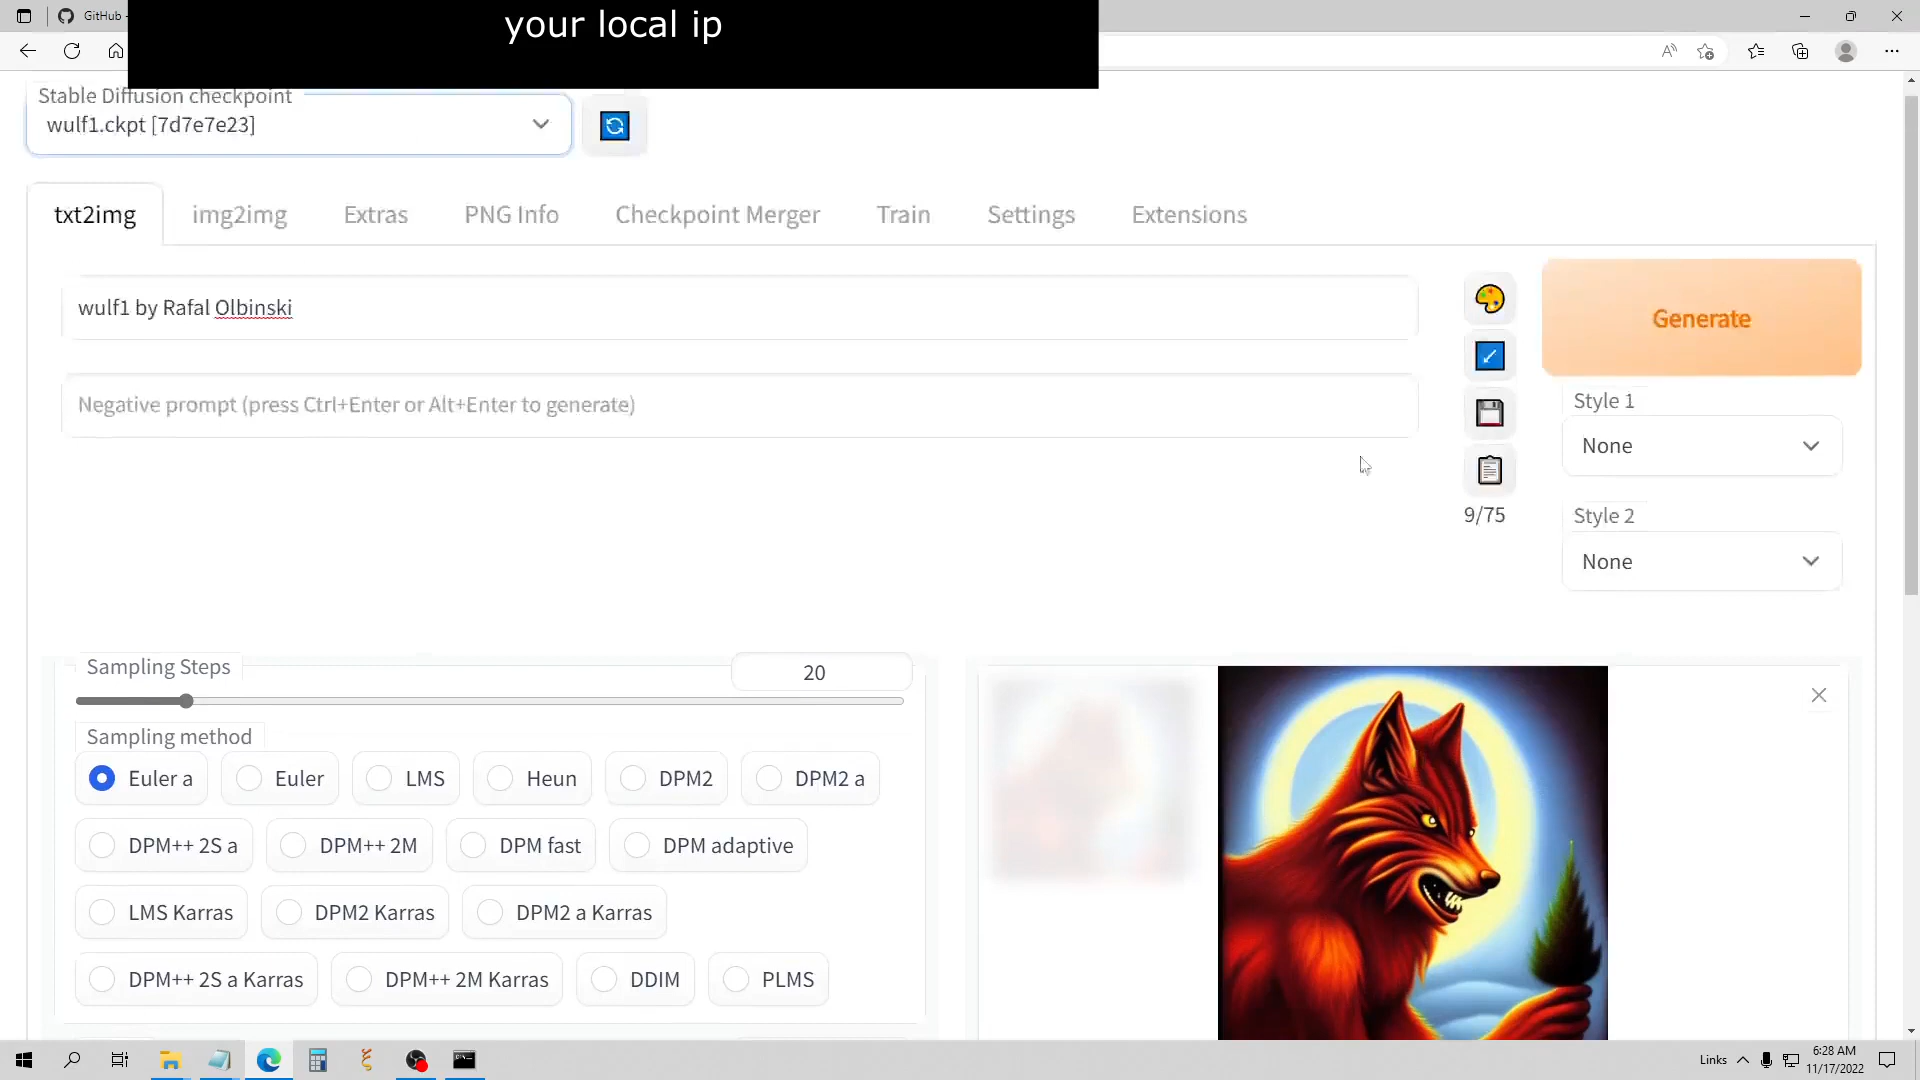 GitHub -
your local ip
Stable Diffusion checkpoint
wulf1.ckpt [7d7e7e23]
txt2img
img2img
Extras
PNG Info
Checkpoint Merger
Train
Settings
Extensions
wulf1 by Rafal Olbinski
Generate
Negative prompt (press Ctrl+Enter or Alt+Enter to generate)
Style 1
None
9/75
Style 2
None
Sampling Steps
20
Sampling method
Euler a
Euler
LMS
Heun
DPM2
DPM2 a
DPM++ 2S a
DPM++ 2M
DPM fast
DPM adaptive
LMS Karras
DPM2 Karras
DPM2 a Karras
DPM++ 2S a Karras
DPM++ 2M Karras
DDIM
PLMS
Links
6:28 AM
11/17/2022